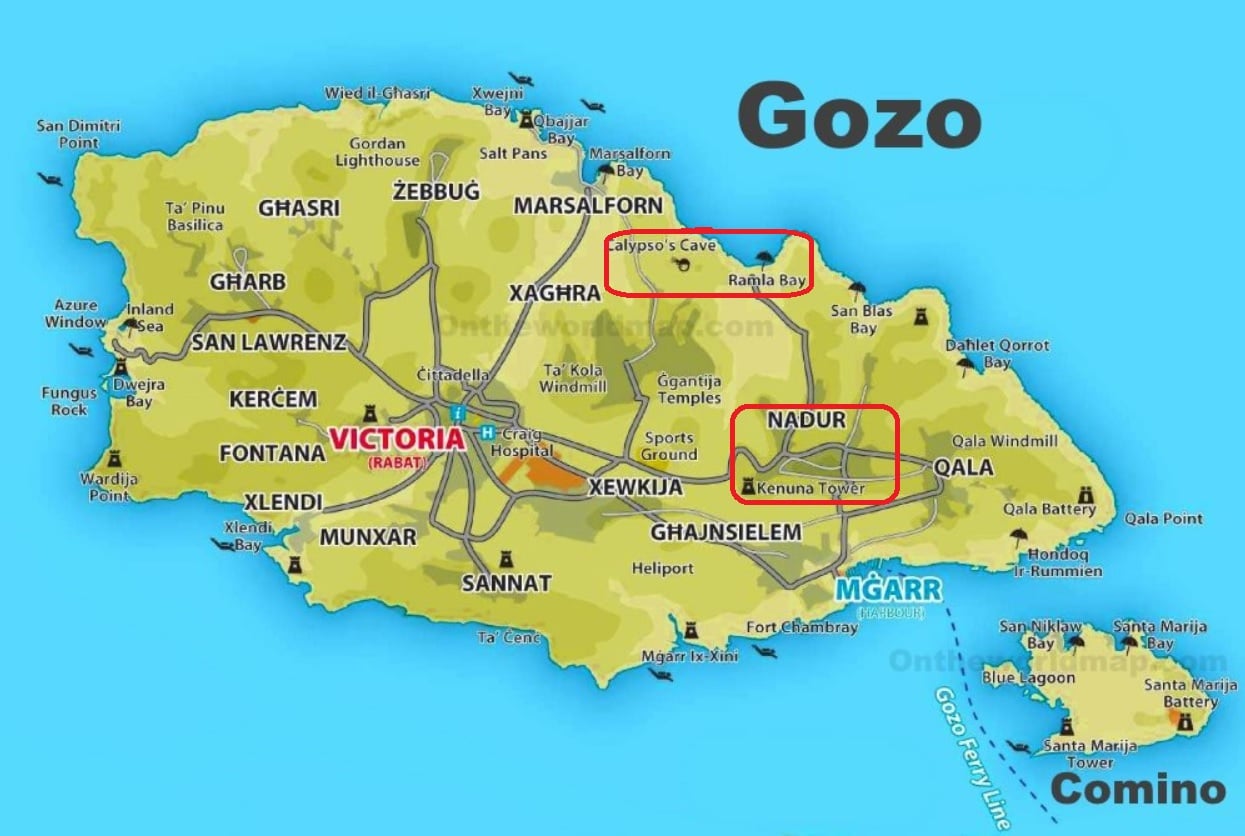 Gozo
Wied il-Għasri
Xwejni
Bay
San Dimitri
Point
Qbajjar
Bay
Gordan
Lighthouse
Salt Pans
Marsalforn
Bay
ŻEBBUĠ
Ta' Pinu
Basilica
GĦASRI
MARSALFORN
Calypso's Cave
Ramla Bay
GĦARB
XAGĦRA
Azure
Window
Inland
Sea
San Blas
Bay
Ontheworldmap.com
SAN LAWRENZ
Daħlet Qorrot
Bay
Ta' Kola
Windmill
Ċittadella
Ġgantija
Temples
Fungus
Rock
Dwejra
Bay
KERĊEM
NADUR
i
VICTORIA
(RABAT)
H
Craig
Hospital
Sports
Ground
Qala Windmill
FONTANA
QALA
Wardija
Point
XEWKIJA
Kenuna Tower
XLENDI
Qala Battery
Qala Point
Xlendi
Bay
MUNXAR
GĦAJNSIELEM
Ħondoq
Ir-Rummien
SANNAT
Heliport
MĠARR
(HARBOUR)
Ta' Ċenċ
Fort Chambray
Mġarr Ix-Xini
San Niklaw
Bay
Santa Marija
Bay
Ontheworldmap.com
Blue Lagoon
Santa Marija
Battery
Gozo Ferry Line
Santa Marija
Tower
Comino